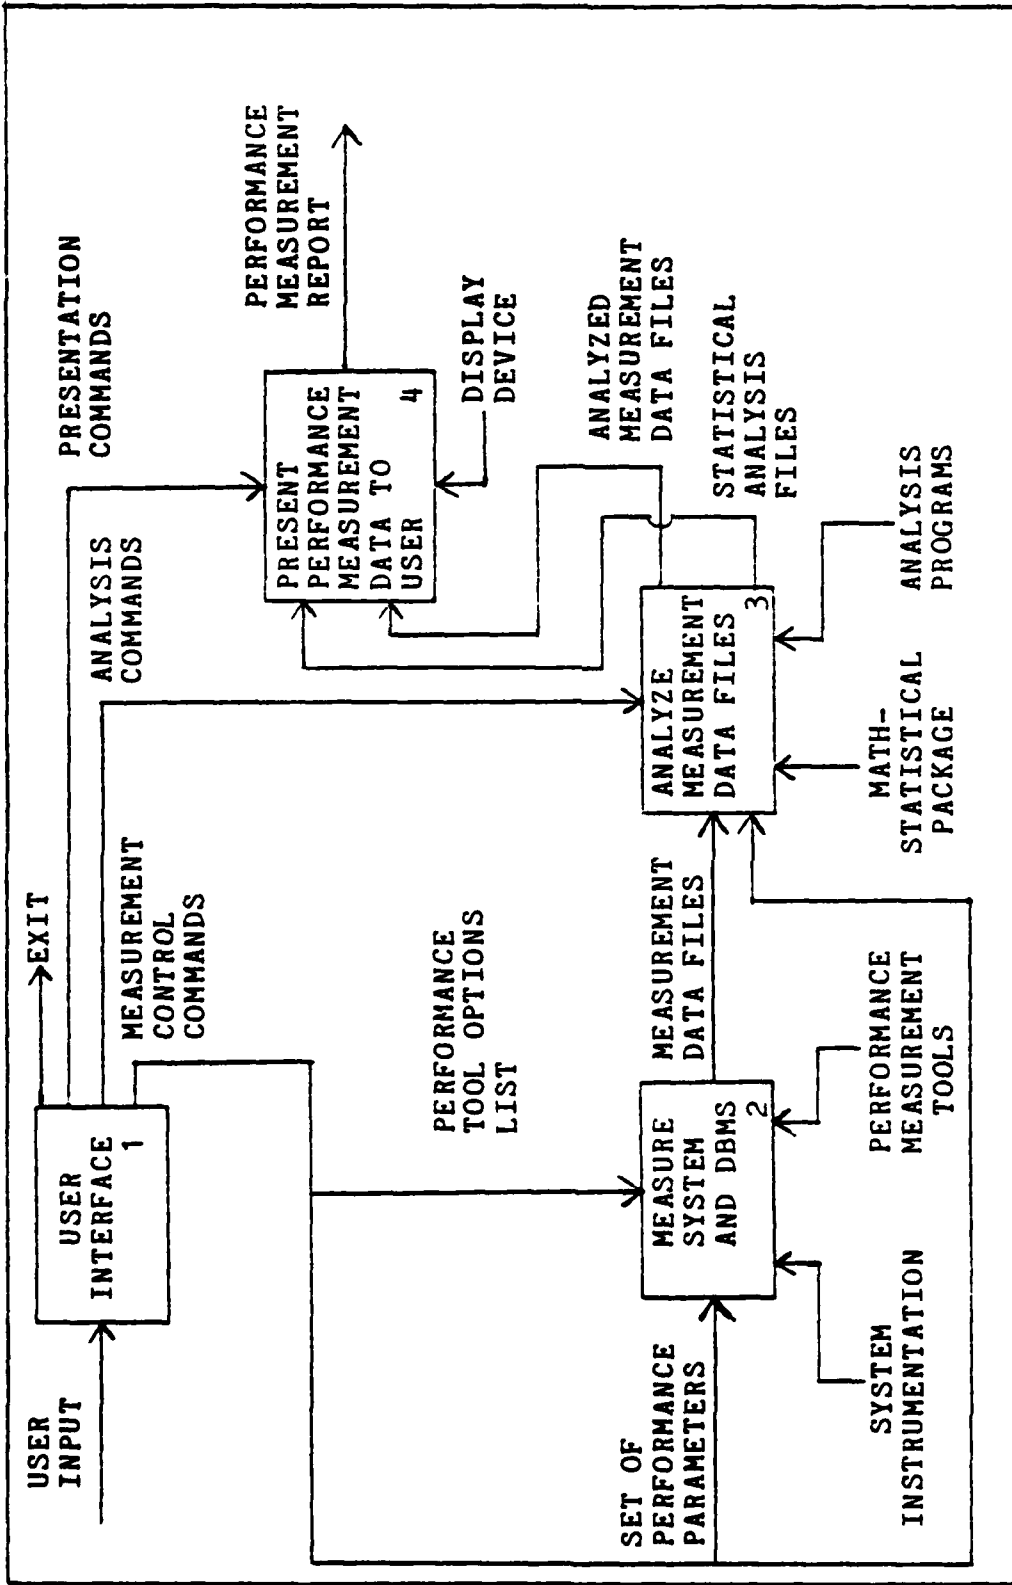 USER
INPUT
USER
INTERFACE
1
EXIT
MEASUREMENT
CONTROL
COMMANDS
ANALYSIS
COMMANDS
PRESENTATION
COMMANDS
PERFORMANCE
TOOL OPTIONS
LIST
PRESENT
PERFORMANCE
MEASUREMENT
DATA TO
USER
4
PERFORMANCE
MEASUREMENT
REPORT
DISPLAY
DEVICE
SET OF
PERFORMANCE
PARAMETERS
MEASURE
SYSTEM
AND DBMS
2
MEASUREMENT
DATA FILES
ANALYZE
MEASUREMENT
DATA FILES
3
ANALYZED
MEASUREMENT
DATA FILES
STATISTICAL
ANALYSIS
FILES
SYSTEM
INSTRUMENTATION
PERFORMANCE
MEASUREMENT
TOOLS
MATH-
STATISTICAL
PACKAGE
ANALYSIS
PROGRAMS